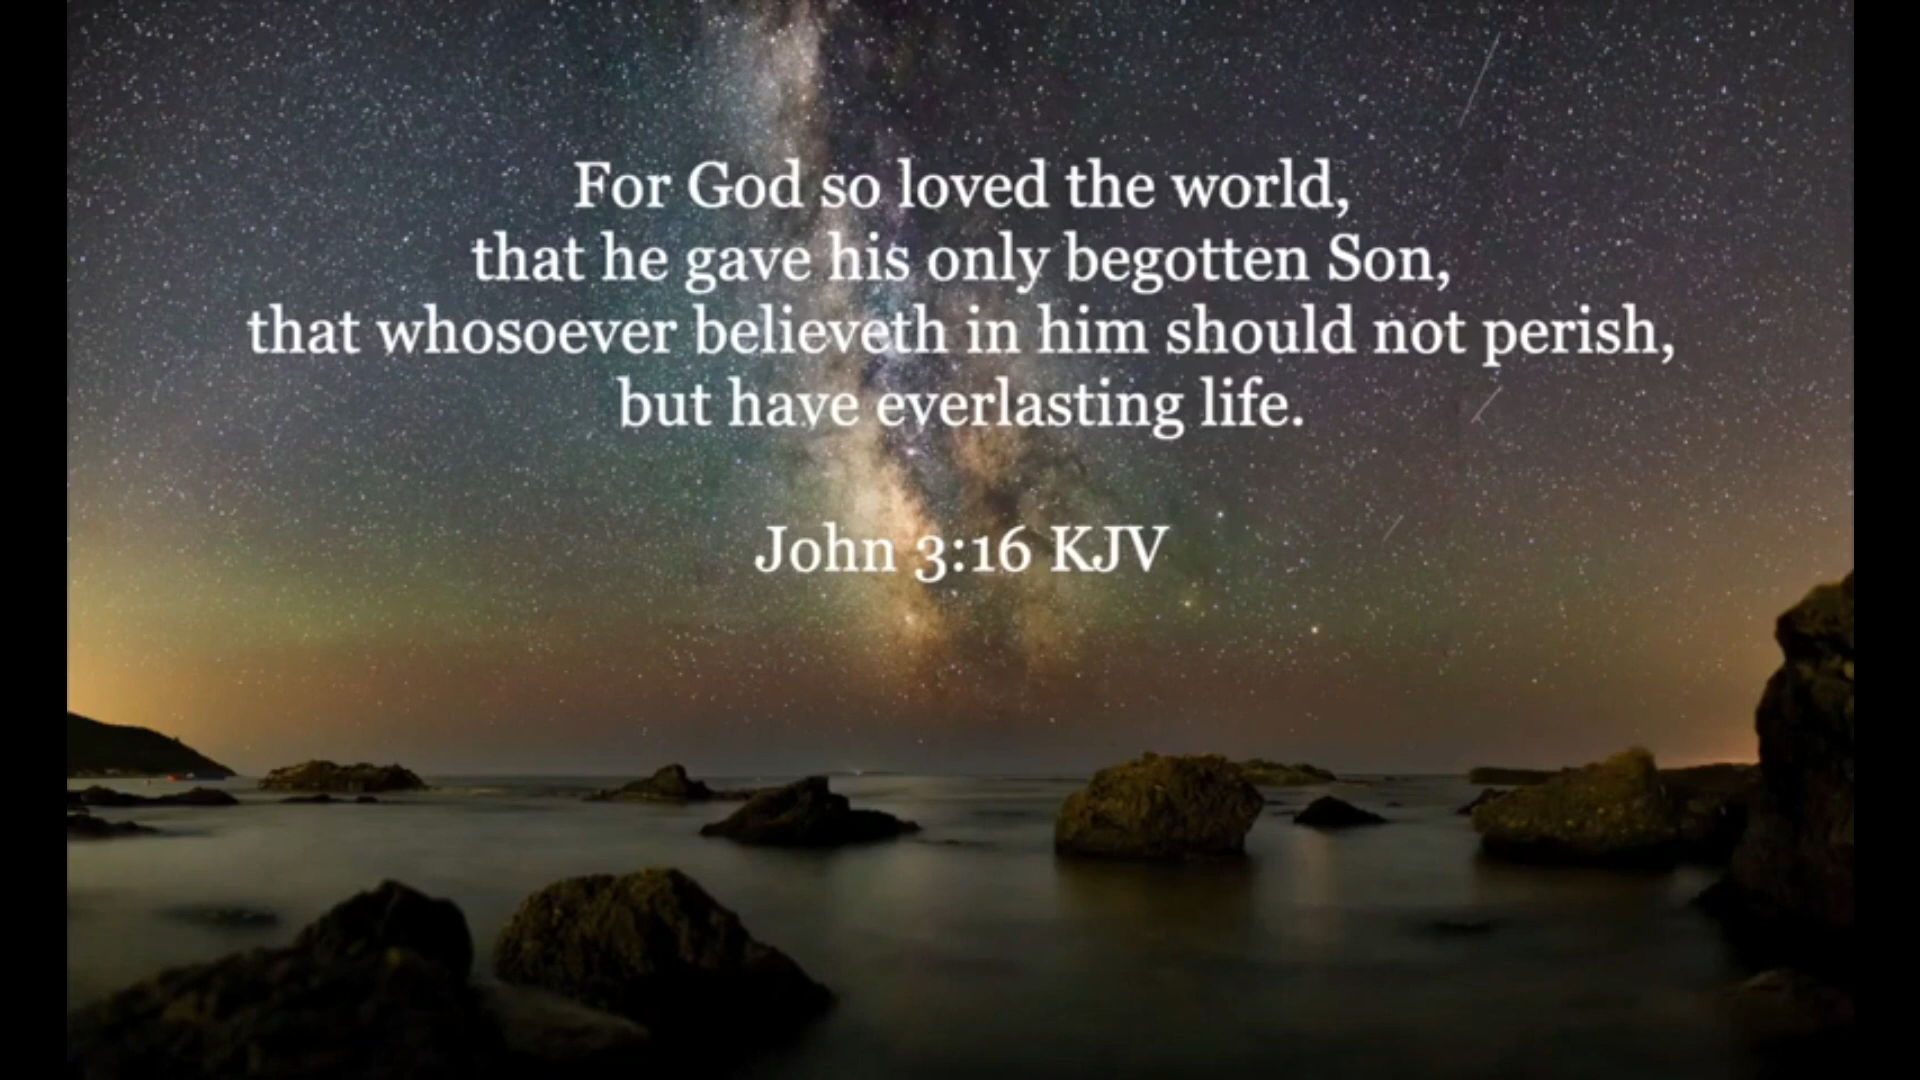 For God so loved the world,
that he gave his only begotten Son,
that whosoever believeth in him should not perish,
but have everlasting life.
John 3:16 KJV